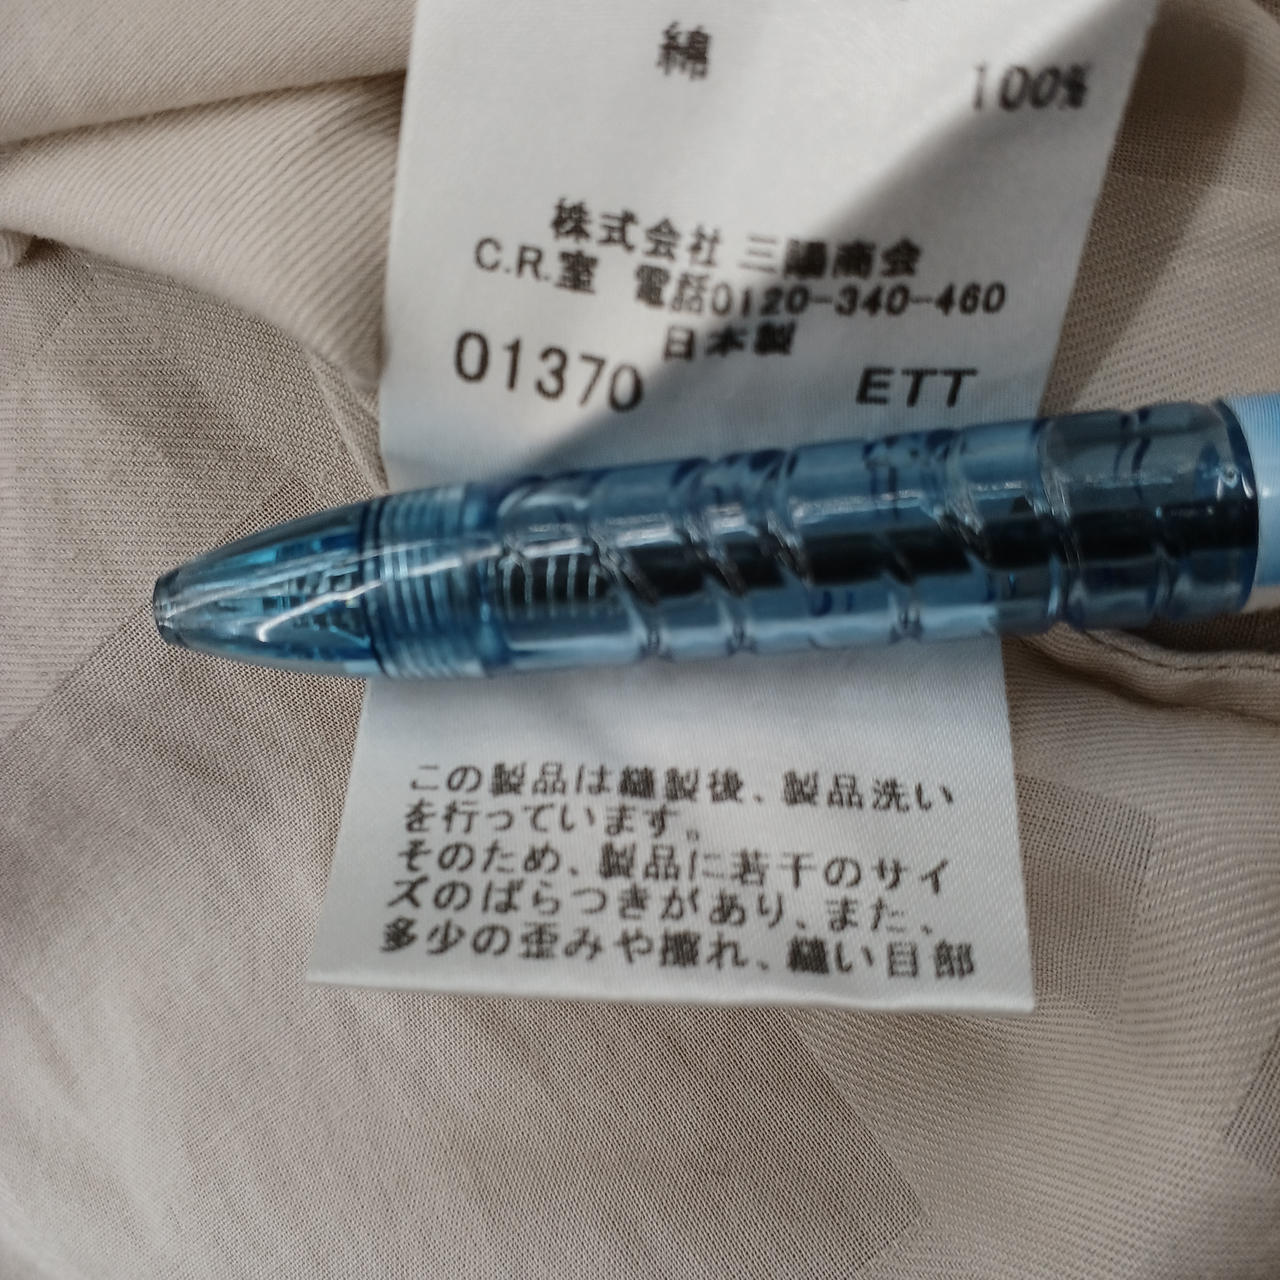 綿 100%
株式会社 三陽商会
C.R.室 電話0120-340-460
日本製
01370 ETT
この製品は縫製後、製品洗い
を行っています。
そのため、製品に若干のサイ
ズのばらつきがあり、また、
多少の歪みや擦れ、縫い目部